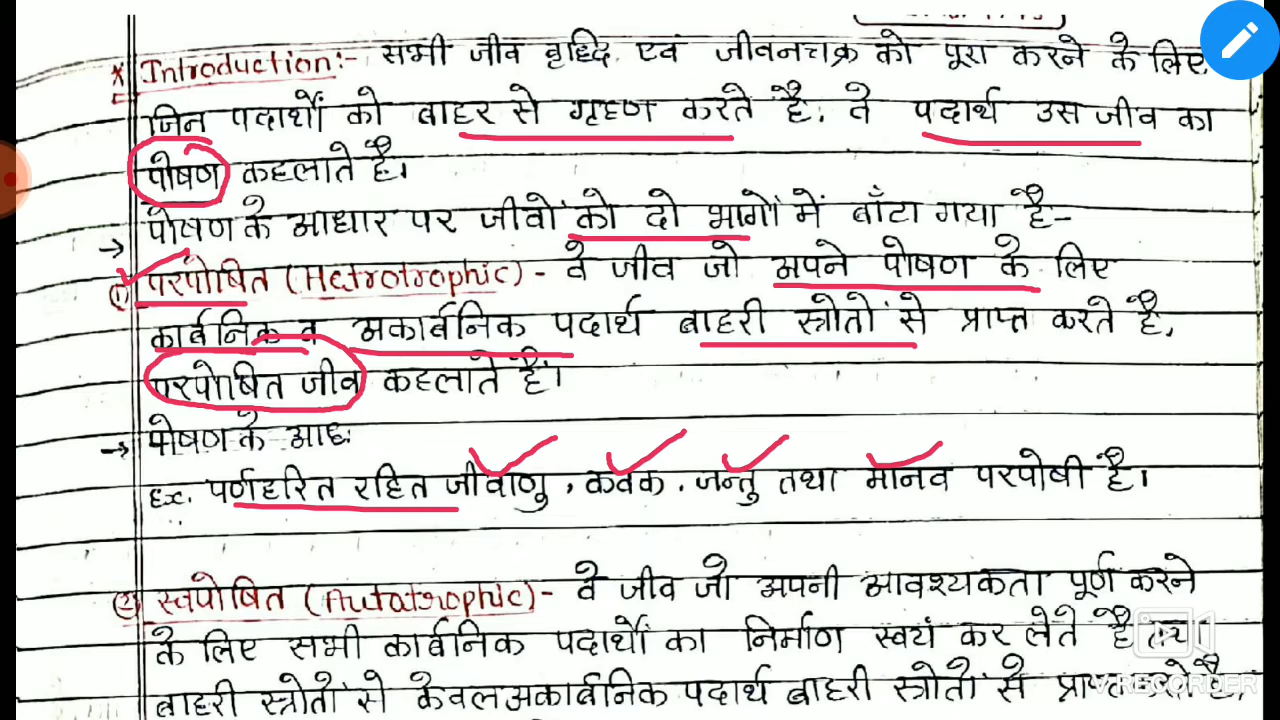 * Introduction:- सभी जीव वृध्दि एवं जीवनचक्र को पूरा करने के लिए
जिन पदार्थो को बाहर से गृहण करते है, वे पदार्थ उस जीव का
पोषण कहलाते है।
→ पोषण के आधार पर जीवों को दो भागों में बाँटा गया है-
(1) परपोषित (Hetrotrophic) - वे जीव जो अपने पोषण के लिए
कार्बनिक व अकार्बनिक पदार्थ बाहरी स्त्रोतों से प्राप्त करते है,
परपोषित जीव कहलाते हैं।
→ पोषण के आध
Ex. पर्णहरित रहित जीवाणु, कवक, जन्तु तथा मानव परपोषी है।
(2) स्वपोषित (Autotrophic) - वे जीव जो अपनी आवश्यकता पूर्ण करने
के लिए सभी कार्बनिक पदार्थो का निर्माण स्वयं कर लेते है तथा
बाहरी स्त्रोतों से केवल अकार्बनिक पदार्थ बाहरी स्त्रोतों से प्राप्त
V RECORDER